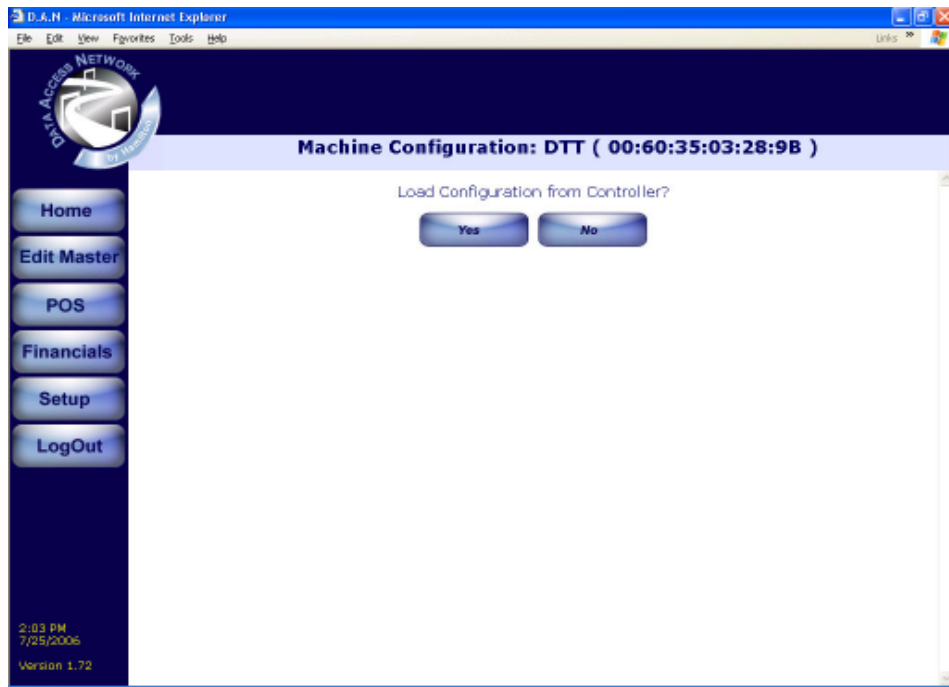 D.A.N - Microsoft Internet Explorer
File Edit View Favorites Tools Help
Links »
DATA ACCESS NETWORK
by Hamilton
Machine Configuration: DTT ( 00:60:35:03:28:9B )
Load Configuration from Controller?
Yes No
Home
Edit Master
POS
Financials
Setup
LogOut
2:03 PM
7/25/2006
Version 1.72